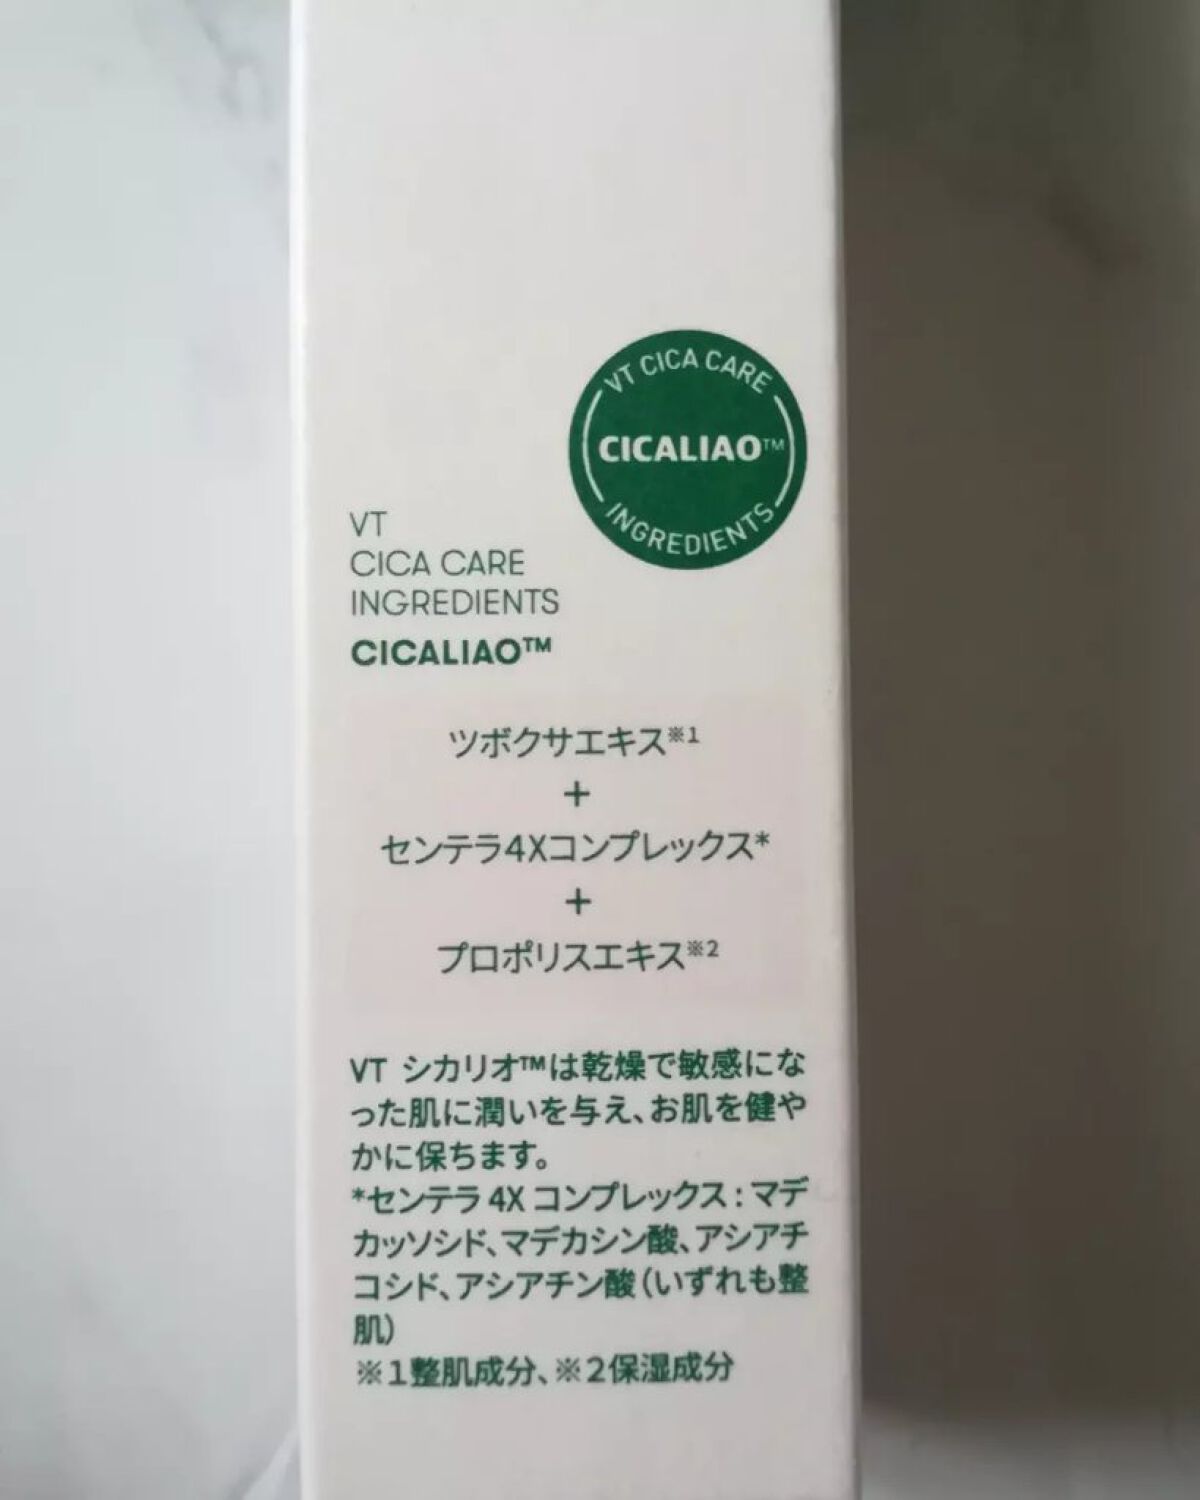 VT CICA CARE
CICALIAO™
INGREDIENTS
VT
CICA CARE
INGREDIENTS
CICALIAO™
ツボクサエキス※1
+
センテラ4Xコンプレックス*
+
プロポリスエキス※2
VT シカリオ™は乾燥で敏感にな
った肌に潤いを与え、お肌を健や
かに保ちます。
*センテラ 4X コンプレックス : マデ
カッソシド、マデカシン酸、アシアチ
コシド、アシアチン酸（いずれも整
肌）
※1整肌成分、※2保湿成分